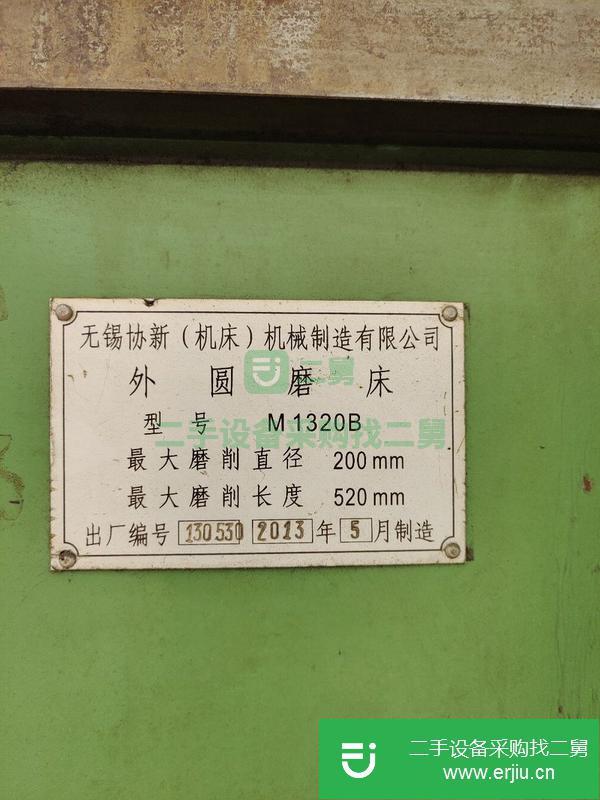 无锡协新(机床)机械制造有限公司
外圆磨床
型号 M1320B
最大磨削直径 200mm
最大磨削长度 520mm
出厂编号 130530 2013 年 5 月制造
二舅
二手设备采购找二舅
二手设备采购找二舅
www.erjiu.cn